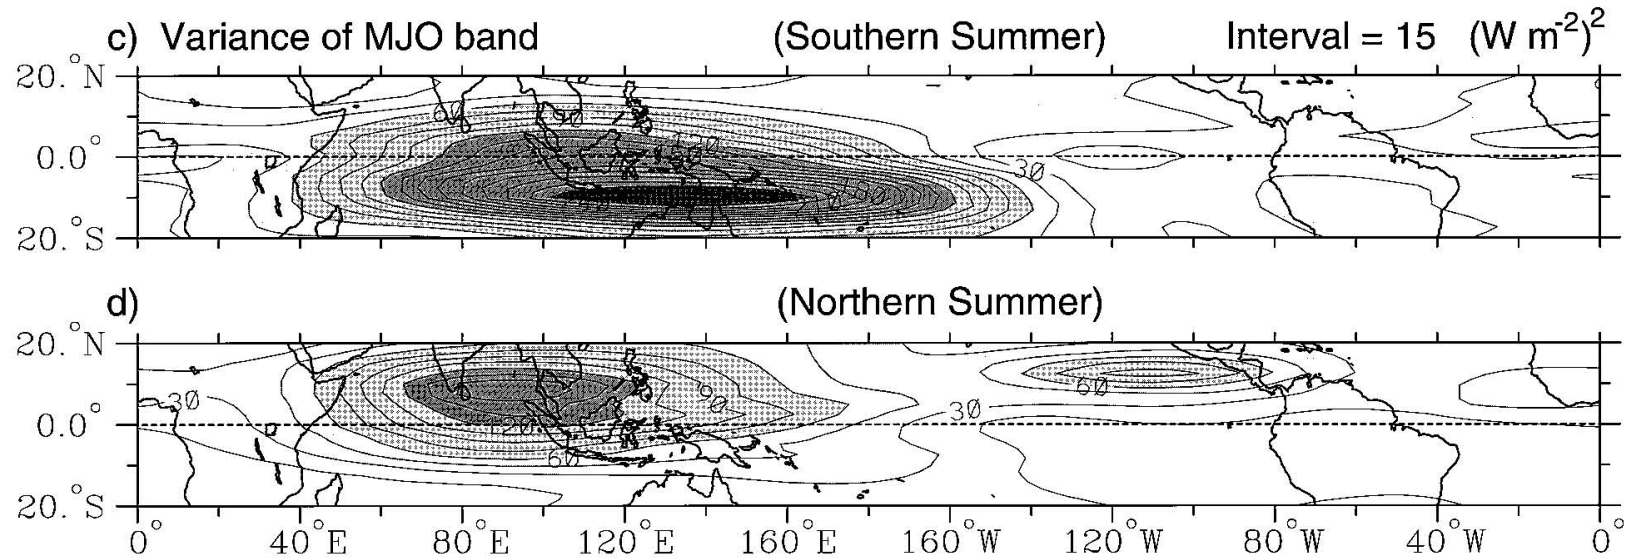 c) Variance of MJO band (Southern Summer) Interval = 15 (W m-2)2
20.°N
0.0°
20.°S
60
90
30
180
d) (Northern Summer)
20.°N
0.0°
20.°S
30
120
60
90
60
30
0° 40°E 80°E 120°E 160°E 160°W 120°W 80°W 40°W 0°